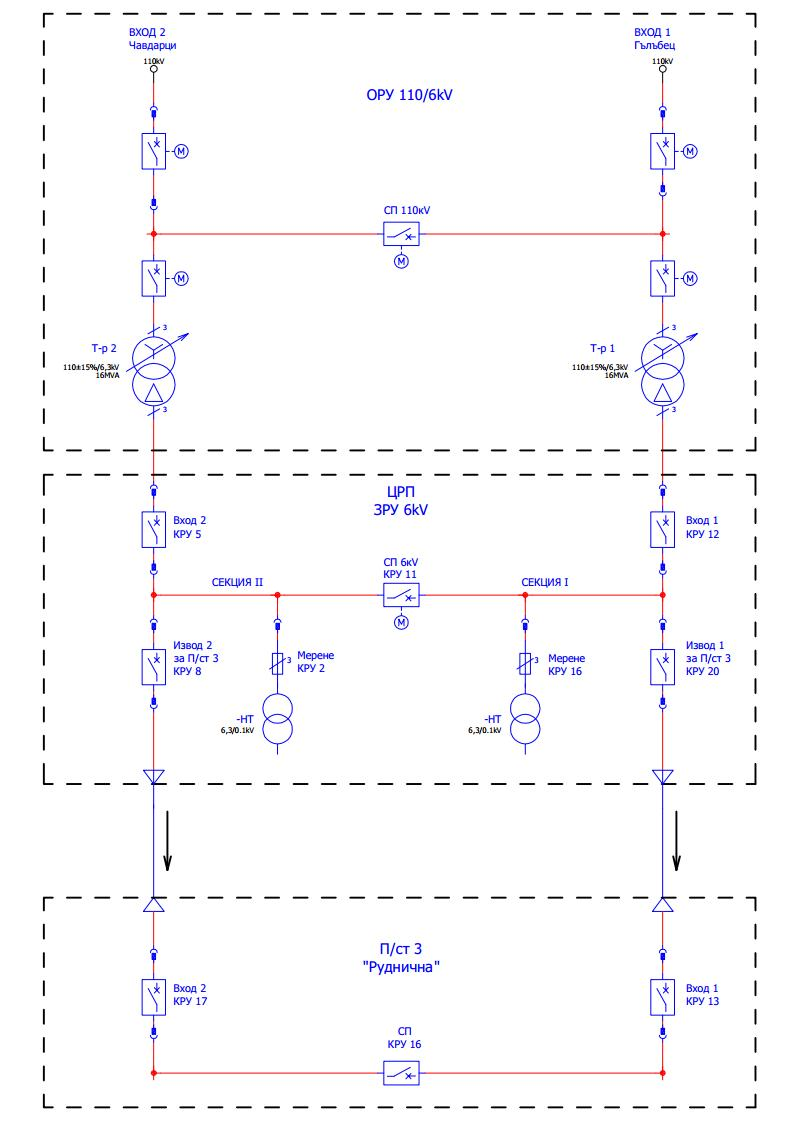 ВХОД 2
Чавдарци
110kV
ВХОД 1
Гълъбец
110kV
ОРУ 110/6kV
M
M
СП 110кV
M
M
M
3
3
Т-р 2
110±15%/6,3kV
16MVA
Т-р 1
110±15%/6,3kV
16MVA
3
3
ЦРП
ЗРУ 6kV
Вход 2
КРУ 5
Вход 1
КРУ 12
СП 6кV
КРУ 11
СЕКЦИЯ II
СЕКЦИЯ I
M
Извод 2
за П/ст 3
КРУ 8
3
Мерене
КРУ 2
3
Мерене
КРУ 16
Извод 1
за П/ст 3
КРУ 20
-НТ
6,3/0.1kV
-НТ
6,3/0.1kV
П/ст 3
"Руднична"
Вход 2
КРУ 17
Вход 1
КРУ 13
СП
КРУ 16